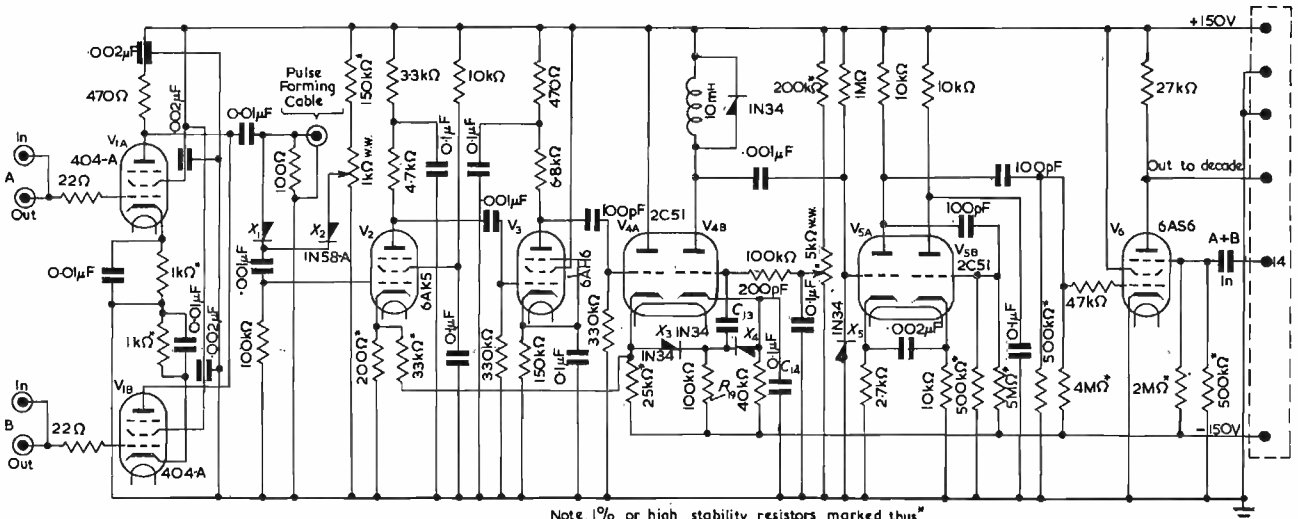 +150V
·002μF
470Ω
·002μF
0·01μF
Pulse
Forming
Cable
100Ω
150kΩ*
1kΩ w.w.
3·3kΩ
4·7kΩ
10kΩ
0·1μF
0·1μF
470Ω
6·8kΩ
10mH
IN34
·001μF
200kΩ*
1MΩ
10kΩ
10kΩ
100pF
27kΩ
Out to decade
In
A
Out
22Ω
V1A
404-A
X1
X2
IN58-A
·001μF
V2
6AK5
·001μF
V3
6AH6
100pF
V4A
2C51
V4B
100kΩ
200pF
5kΩ w.w.
V5A
100pF
V5B
2C51
V6
6AS6
A+B
In
14
47kΩ
0·01μF
1kΩ*
1kΩ*
0·01μF
·002μF
100kΩ
200Ω*
33kΩ*
0·1μF
330kΩ
150kΩ
0·1μF
330kΩ
X3
IN34
IN34
C13
X4
25kΩ*
100kΩ
R19
40kΩ*
0·1μF
C14
0·1μF
IN34
X5
·002μF
27kΩ
10kΩ
500kΩ*
5MΩ*
0·1μF
500kΩ*
4MΩ*
2MΩ*
500kΩ*
-150V
In
B
Out
22Ω
V1B
404-A
Note 1% or high stability resistors marked thus*